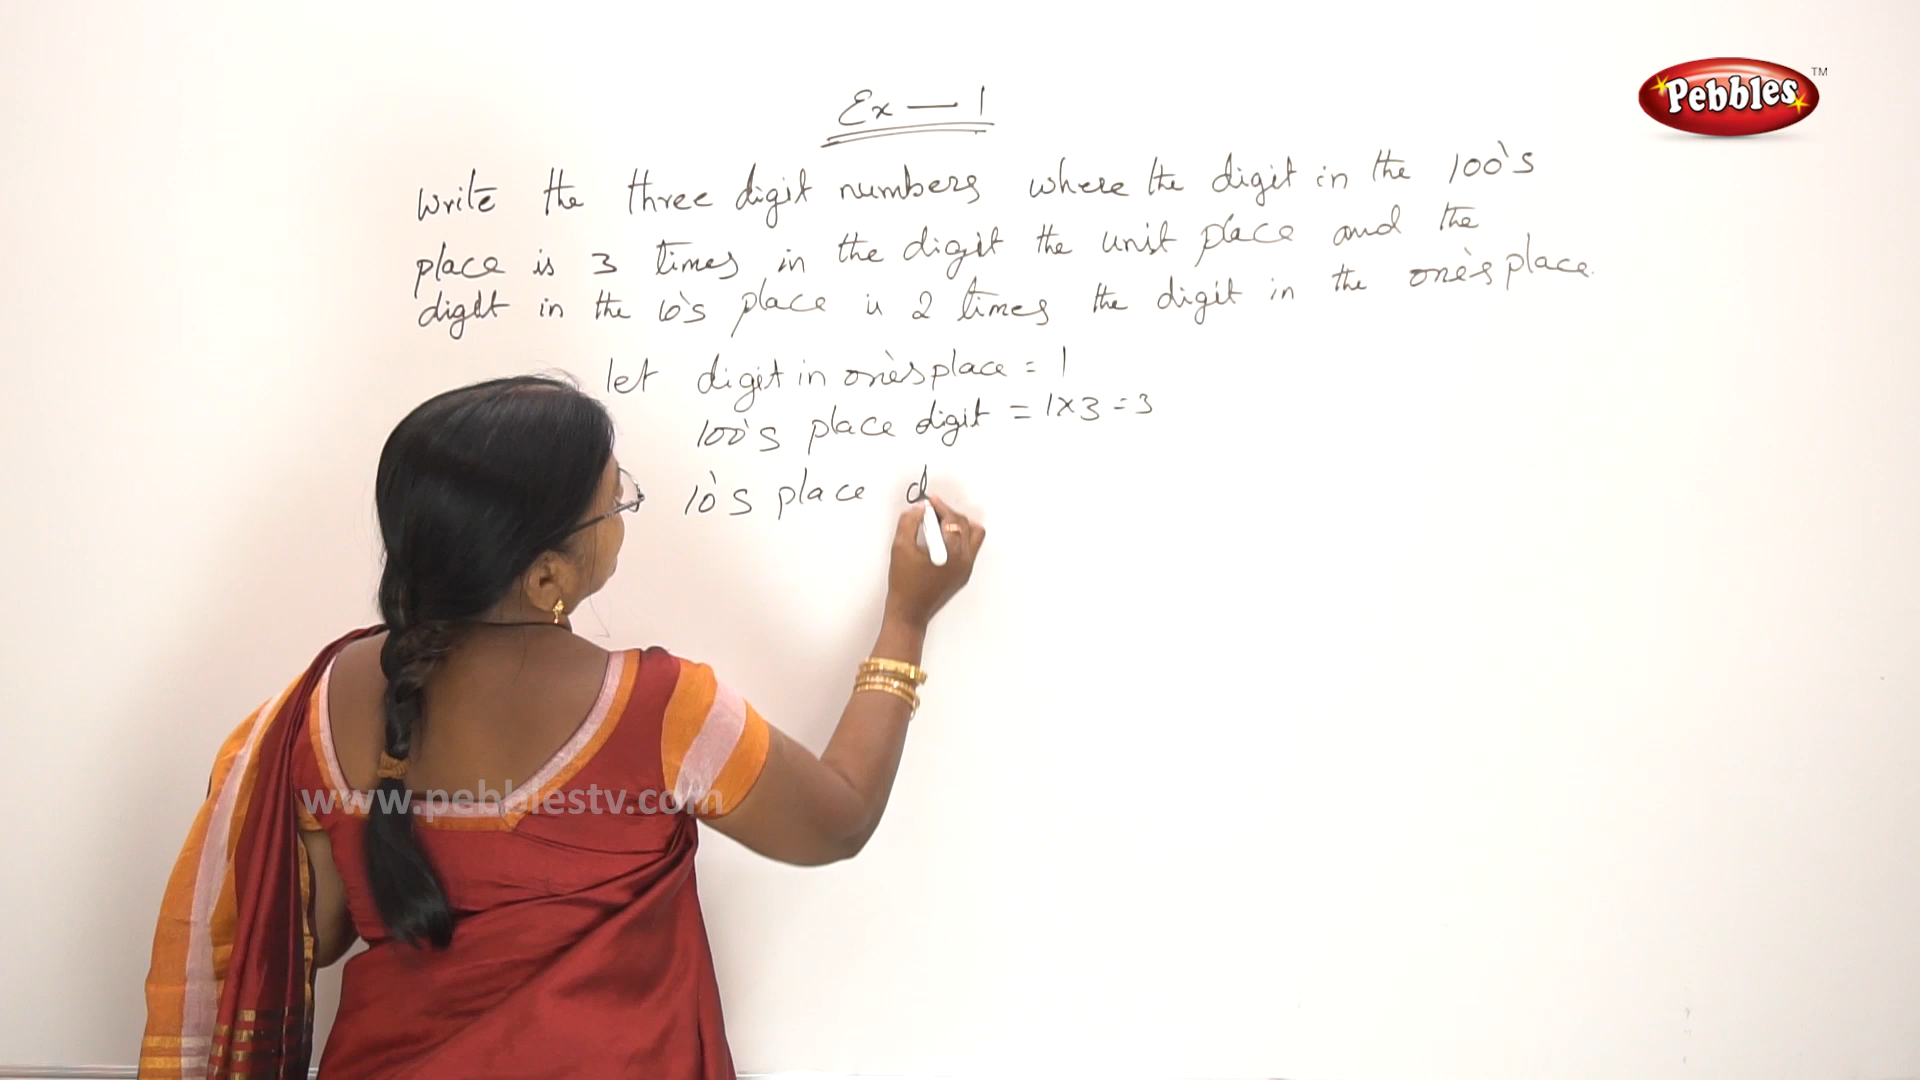 Ex — 1
Pebbles TM
Write the three digit numbers where the digit in the 100's
place is 3 times in the digit the unit place and the
digit in the 10's place is 2 times the digit in the one's place.
let digit in one's place = 1
100's place digit = 1 x 3 = 3
10's place d
www.pebblestv.com